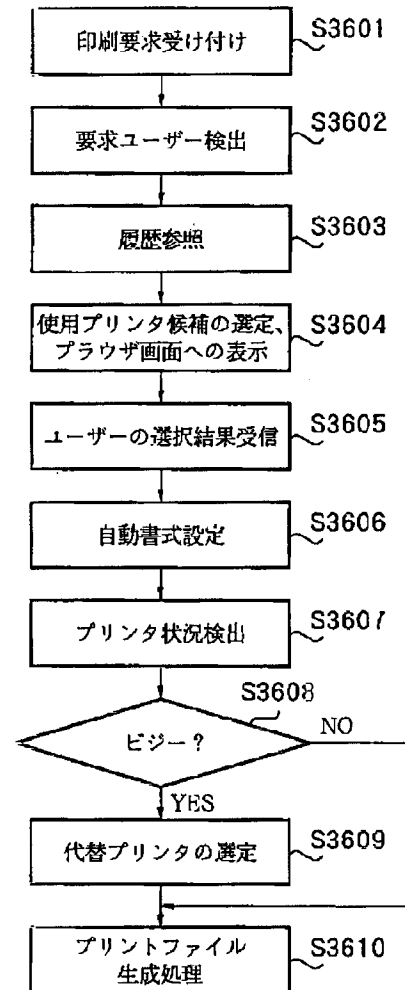 印刷要求受け付け
S3601
要求ユーザー検出
S3602
履歴参照
S3603
使用プリンタ候補の選定、
ブラウザ画面への表示
S3604
ユーザーの選択結果受信
S3605
自動書式設定
S3606
プリンタ状況検出
S3607
S3608
ビジー？
NO
YES
代替プリンタの選定
S3609
プリントファイル
生成処理
S3610